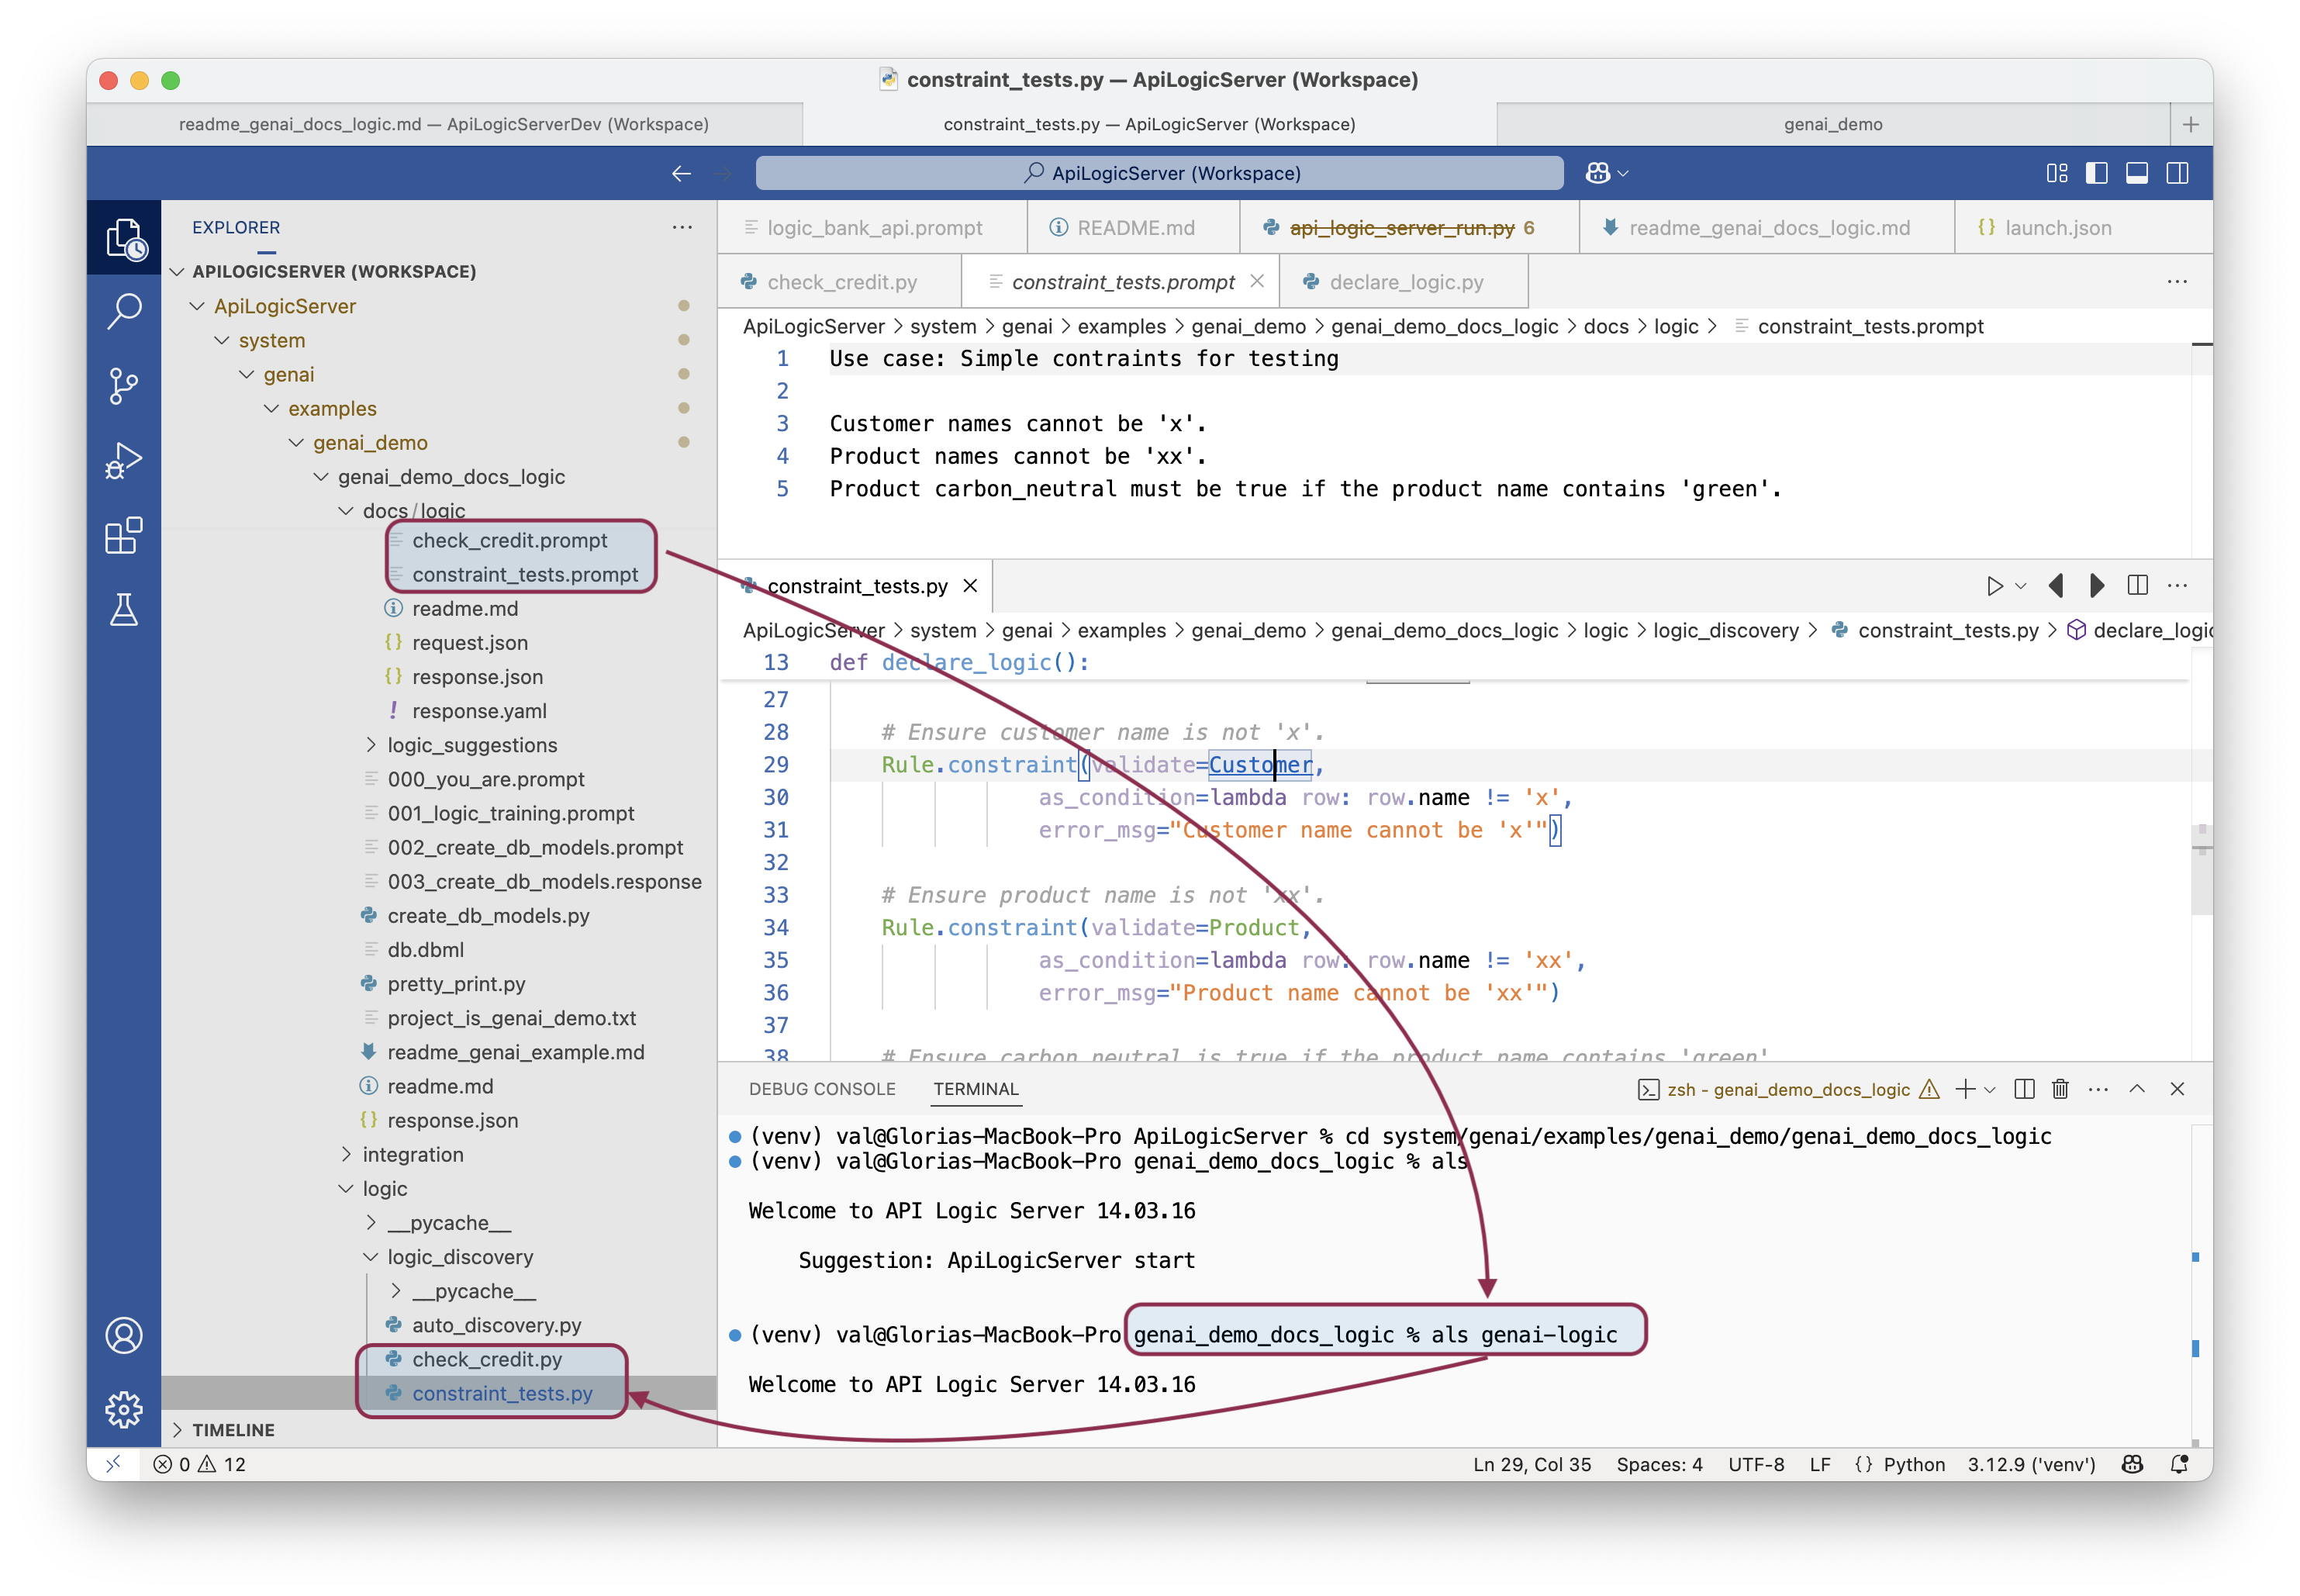 constraint_tests.py — ApiLogicServer (Workspace)
readme_genai_docs_logic.md — ApiLogicServerDev (Workspace)
constraint_tests.py — ApiLogicServer (Workspace)
genai_demo
ApiLogicServer (Workspace)
EXPLORER
APILOGICSERVER (WORKSPACE)
ApiLogicServer
system
genai
examples
genai_demo
genai_demo_docs_logic
docs/logic
check_credit.prompt
constraint_tests.prompt
readme.md
request.json
response.json
response.yaml
logic_suggestions
000_you_are.prompt
001_logic_training.prompt
002_create_db_models.prompt
003_create_db_models.response
create_db_models.py
db.dbml
pretty_print.py
project_is_genai_demo.txt
readme_genai_example.md
readme.md
response.json
integration
logic
__pycache__
logic_discovery
__pycache__
auto_discovery.py
check_credit.py
constraint_tests.py
TIMELINE
logic_bank_api.prompt
README.md
api_logic_server_run.py 6
readme_genai_docs_logic.md
launch.json
check_credit.py
constraint_tests.prompt
declare_logic.py
ApiLogicServer > system > genai > examples > genai_demo > genai_demo_docs_logic > docs > logic > constraint_tests.prompt
1 Use case: Simple contraints for testing
2
3 Customer names cannot be 'x'.
4 Product names cannot be 'xx'.
5 Product carbon_neutral must be true if the product name contains 'green'.
constraint_tests.py
ApiLogicServer > system > genai > examples > genai_demo > genai_demo_docs_logic > logic > logic_discovery > constraint_tests.py > declare_logic
13 def declare_logic():
27
28 # Ensure customer name is not 'x'.
29 Rule.constraint(validate=Customer,
30 as_condition=lambda row: row.name != 'x',
31 error_msg="Customer name cannot be 'x'")
32
33 # Ensure product name is not 'xx'.
34 Rule.constraint(validate=Product,
35 as_condition=lambda row: row.name != 'xx',
36 error_msg="Product name cannot be 'xx'")
37
38 # Ensure carbon_neutral is true if the product name contains 'green'
DEBUG CONSOLE
TERMINAL
zsh - genai_demo_docs_logic
(venv) val@Glorias-MacBook-Pro ApiLogicServer % cd system/genai/examples/genai_demo/genai_demo_docs_logic
(venv) val@Glorias-MacBook-Pro genai_demo_docs_logic % als
Welcome to API Logic Server 14.03.16
Suggestion: ApiLogicServer start
(venv) val@Glorias-MacBook-Pro genai_demo_docs_logic % als genai-logic
Welcome to API Logic Server 14.03.16
0 12
Ln 29, Col 35
Spaces: 4
UTF-8
LF
{} Python
3.12.9 ('venv')